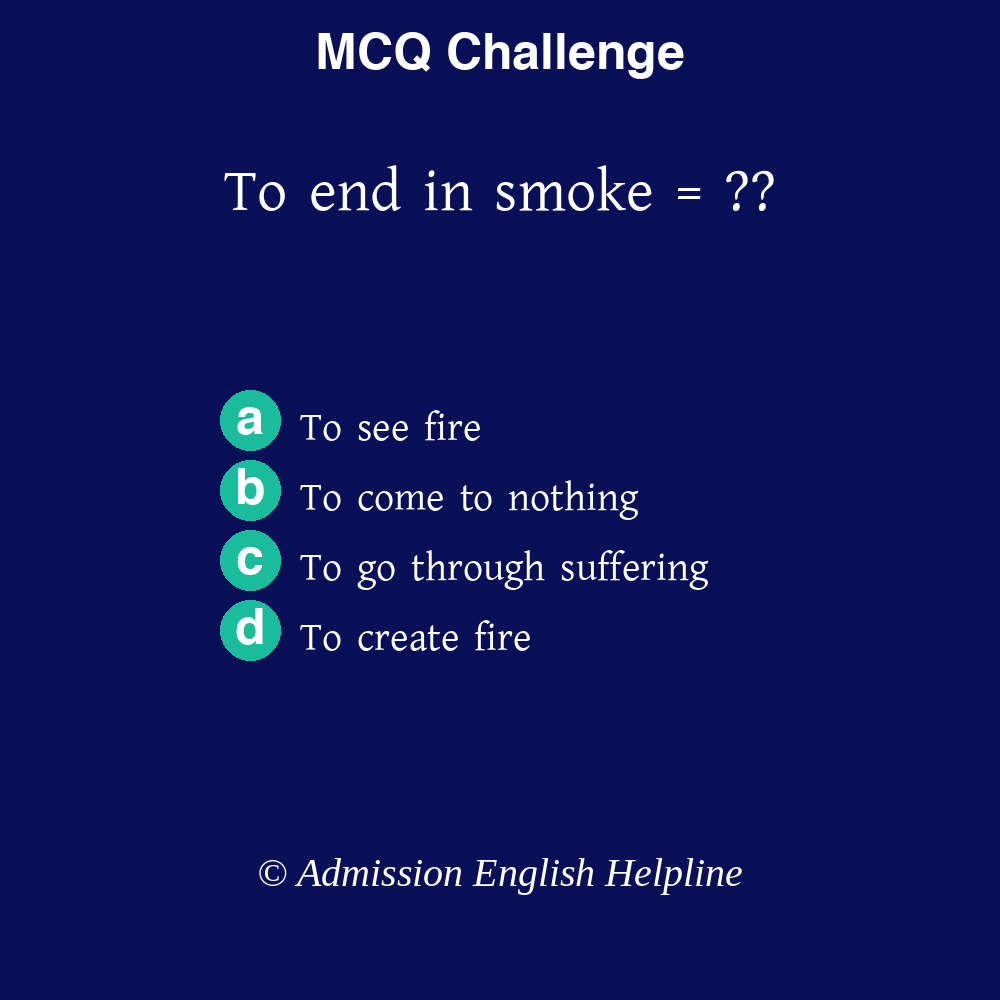 MCQ Challenge
To end in smoke = ??
a To see fire
b To come to nothing
c To go through suffering
d To create fire
© Admission English Helpline